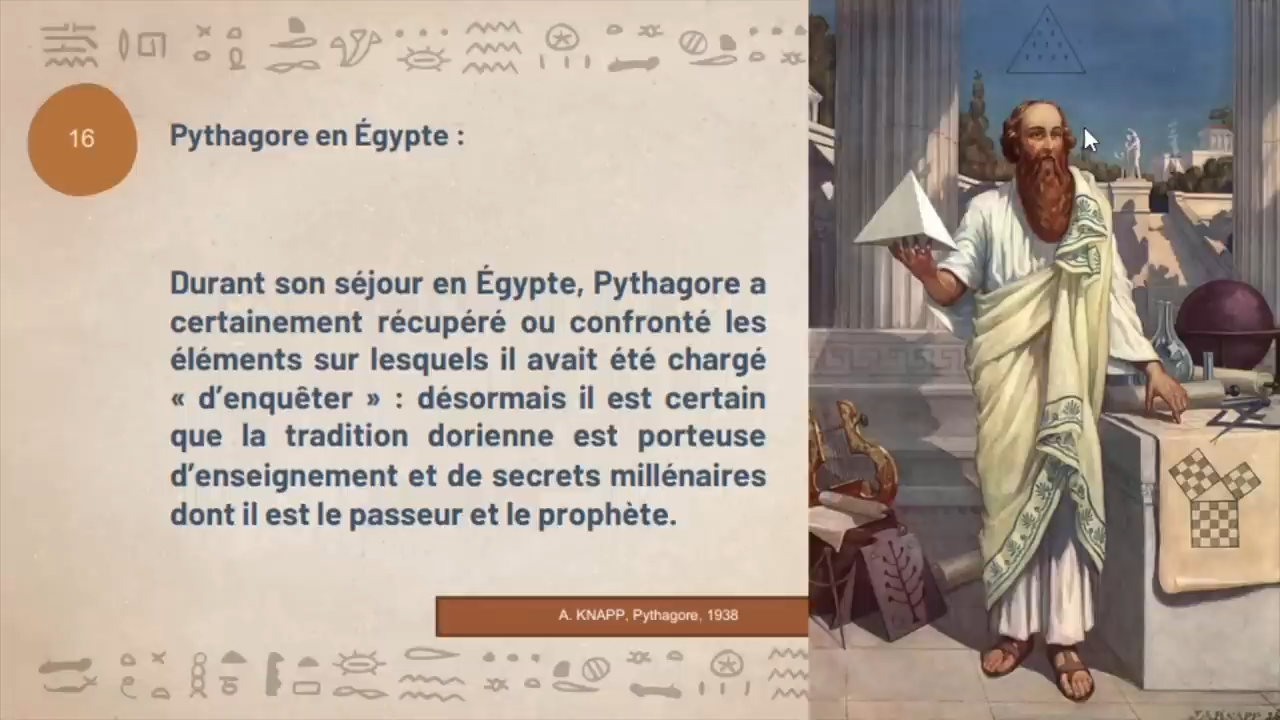 16
Pythagore en Égypte :
Durant son séjour en Égypte, Pythagore a
certainement récupéré ou confronté les
éléments sur lesquels il avait été chargé
« d’enquêter » : désormais il est certain
que la tradition dorienne est porteuse
d’enseignement et de secrets millénaires
dont il est le passeur et le prophète.
A. KNAPP, Pythagore, 1938